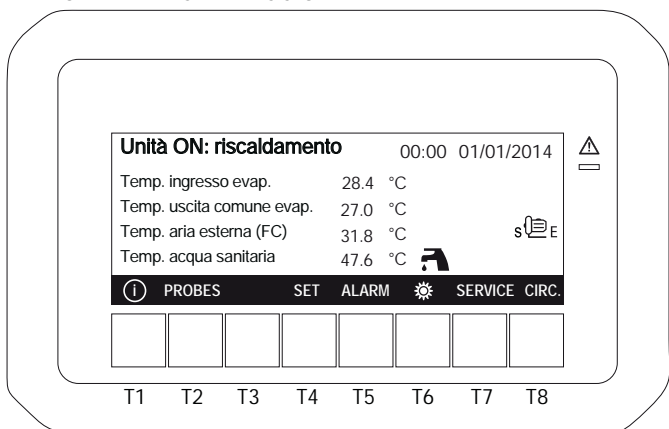 Unità ON: riscaldamento 00:00 01/01/2014
Temp. ingresso evap. 28.4 °C
Temp. uscita comune evap. 27.0 °C
Temp. aria esterna (FC) 31.8 °C
S E
Temp. acqua sanitaria 47.6 °C
i PROBES SET ALARM SERVICE CIRC.
T1 T2 T3 T4 T5 T6 T7 T8